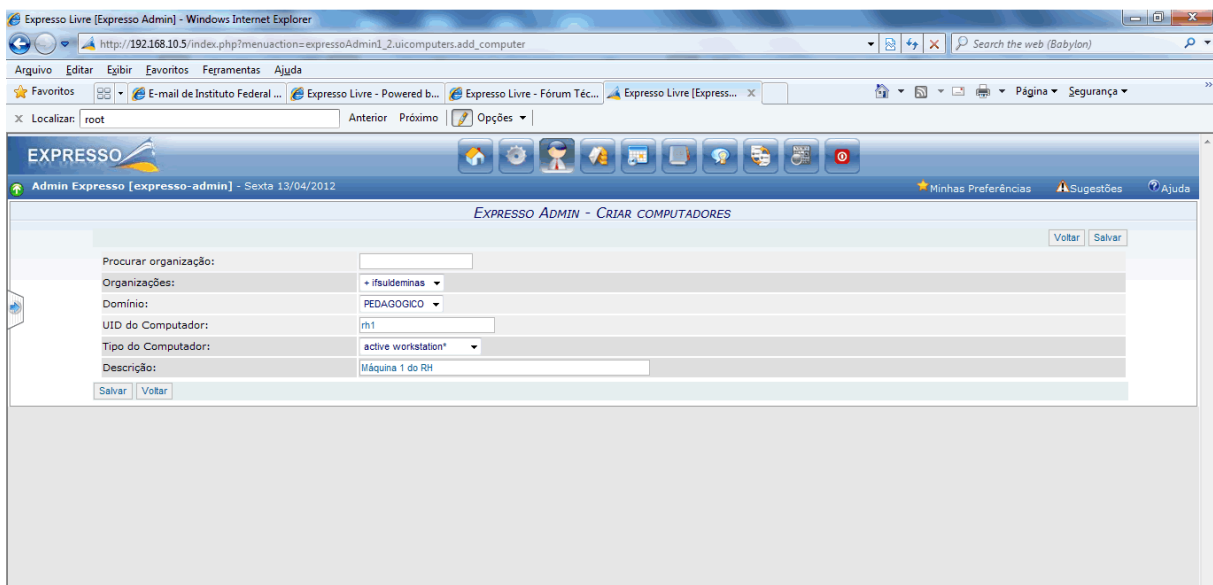 Expresso Livre [Expresso Admin] - Windows Internet Explorer
http://192.168.10.5/index.php?menuaction=expressoAdmin1_2.uicomputers.add_computer
Search the web (Babylon)
Arquivo Editar Exibir Favoritos Ferramentas Ajuda
Favoritos E-mail de Instituto Federal ... Expresso Livre - Powered b... Expresso Livre - Fórum Téc... Expresso Livre [Express... X Página Segurança »
X Localizar: root Anterior Próximo Opções
EXPRESSO
Admin Expresso [expresso-admin] - Sexta 13/04/2012 Minhas Preferências Sugestões Ajuda
Expresso Admin - Criar computadores
Voltar Salvar
Procurar organização:
Organizações: + ifsuldeminas
Domínio: PEDAGOGICO
UID do Computador: rh1
Tipo do Computador: active workstation*
Descrição: Máquina 1 do RH
Salvar Voltar